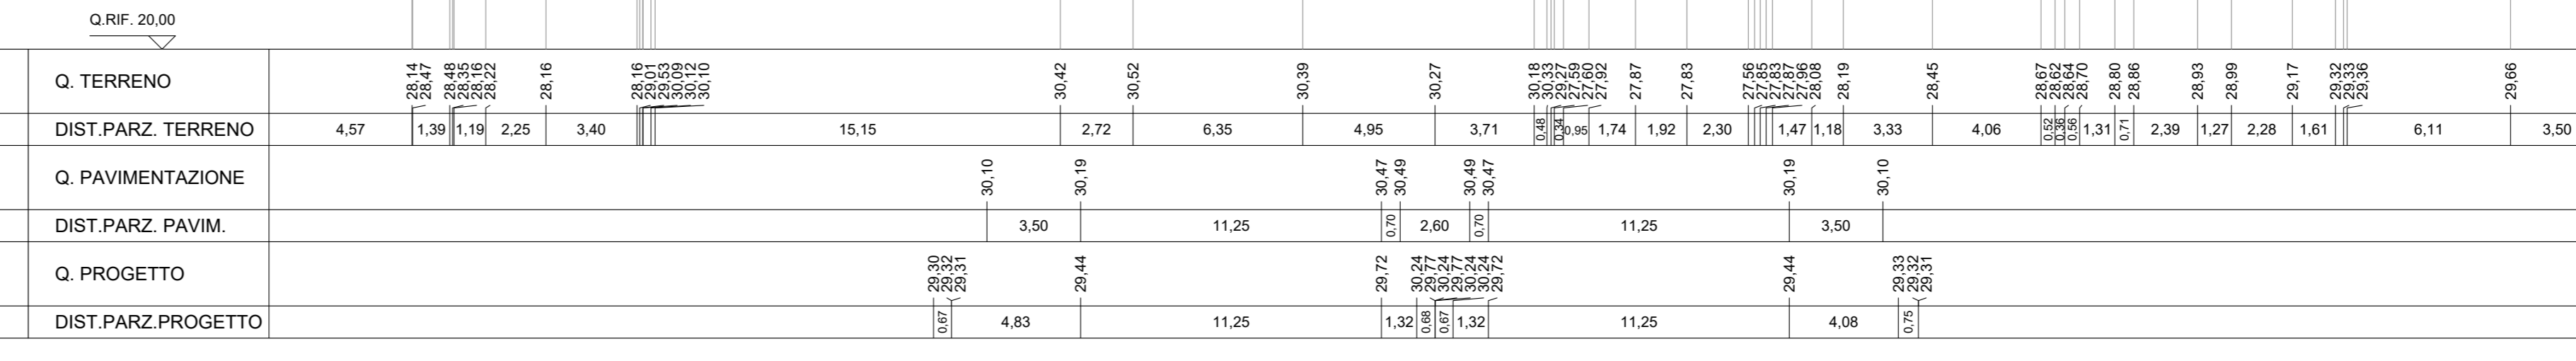 Q.RIF. 20,00
Q. TERRENO 28,14 28,47 28,48 28,35 28,16 28,22 28,16 28,16 29,01 29,53 30,09 30,12 30,10 30,42 30,52 30,39 30,27 30,18 30,33 29,27 27,59 27,60 27,92 27,87 27,83 27,56 27,85 27,83 27,87 27,96 28,08 28,19 28,45 28,67 28,62 28,64 28,70 28,80 28,86 28,93 28,99 29,17 29,32 29,33 29,36 29,66
DIST.PARZ. TERRENO 4,57 1,39 1,19 2,25 3,40 15,15 2,72 6,35 4,95 3,71 0,48 0,34 0,95 1,74 1,92 2,30 1,47 1,18 3,33 4,06 0,52 0,36 0,56 1,31 0,71 2,39 1,27 2,28 1,61 6,11 3,50
Q. PAVIMENTAZIONE 30,10 30,19 30,47 30,49 30,49 30,47 30,19 30,10
DIST.PARZ. PAVIM. 3,50 11,25 0,70 2,60 0,70 11,25 3,50
Q. PROGETTO 29,30 29,32 29,31 29,44 29,72 30,24 29,77 30,24 29,77 30,24 30,24 29,72 29,44 29,33 29,32 29,31
DIST.PARZ.PROGETTO 0,67 4,83 11,25 1,32 0,68 0,67 1,32 11,25 4,08 0,75